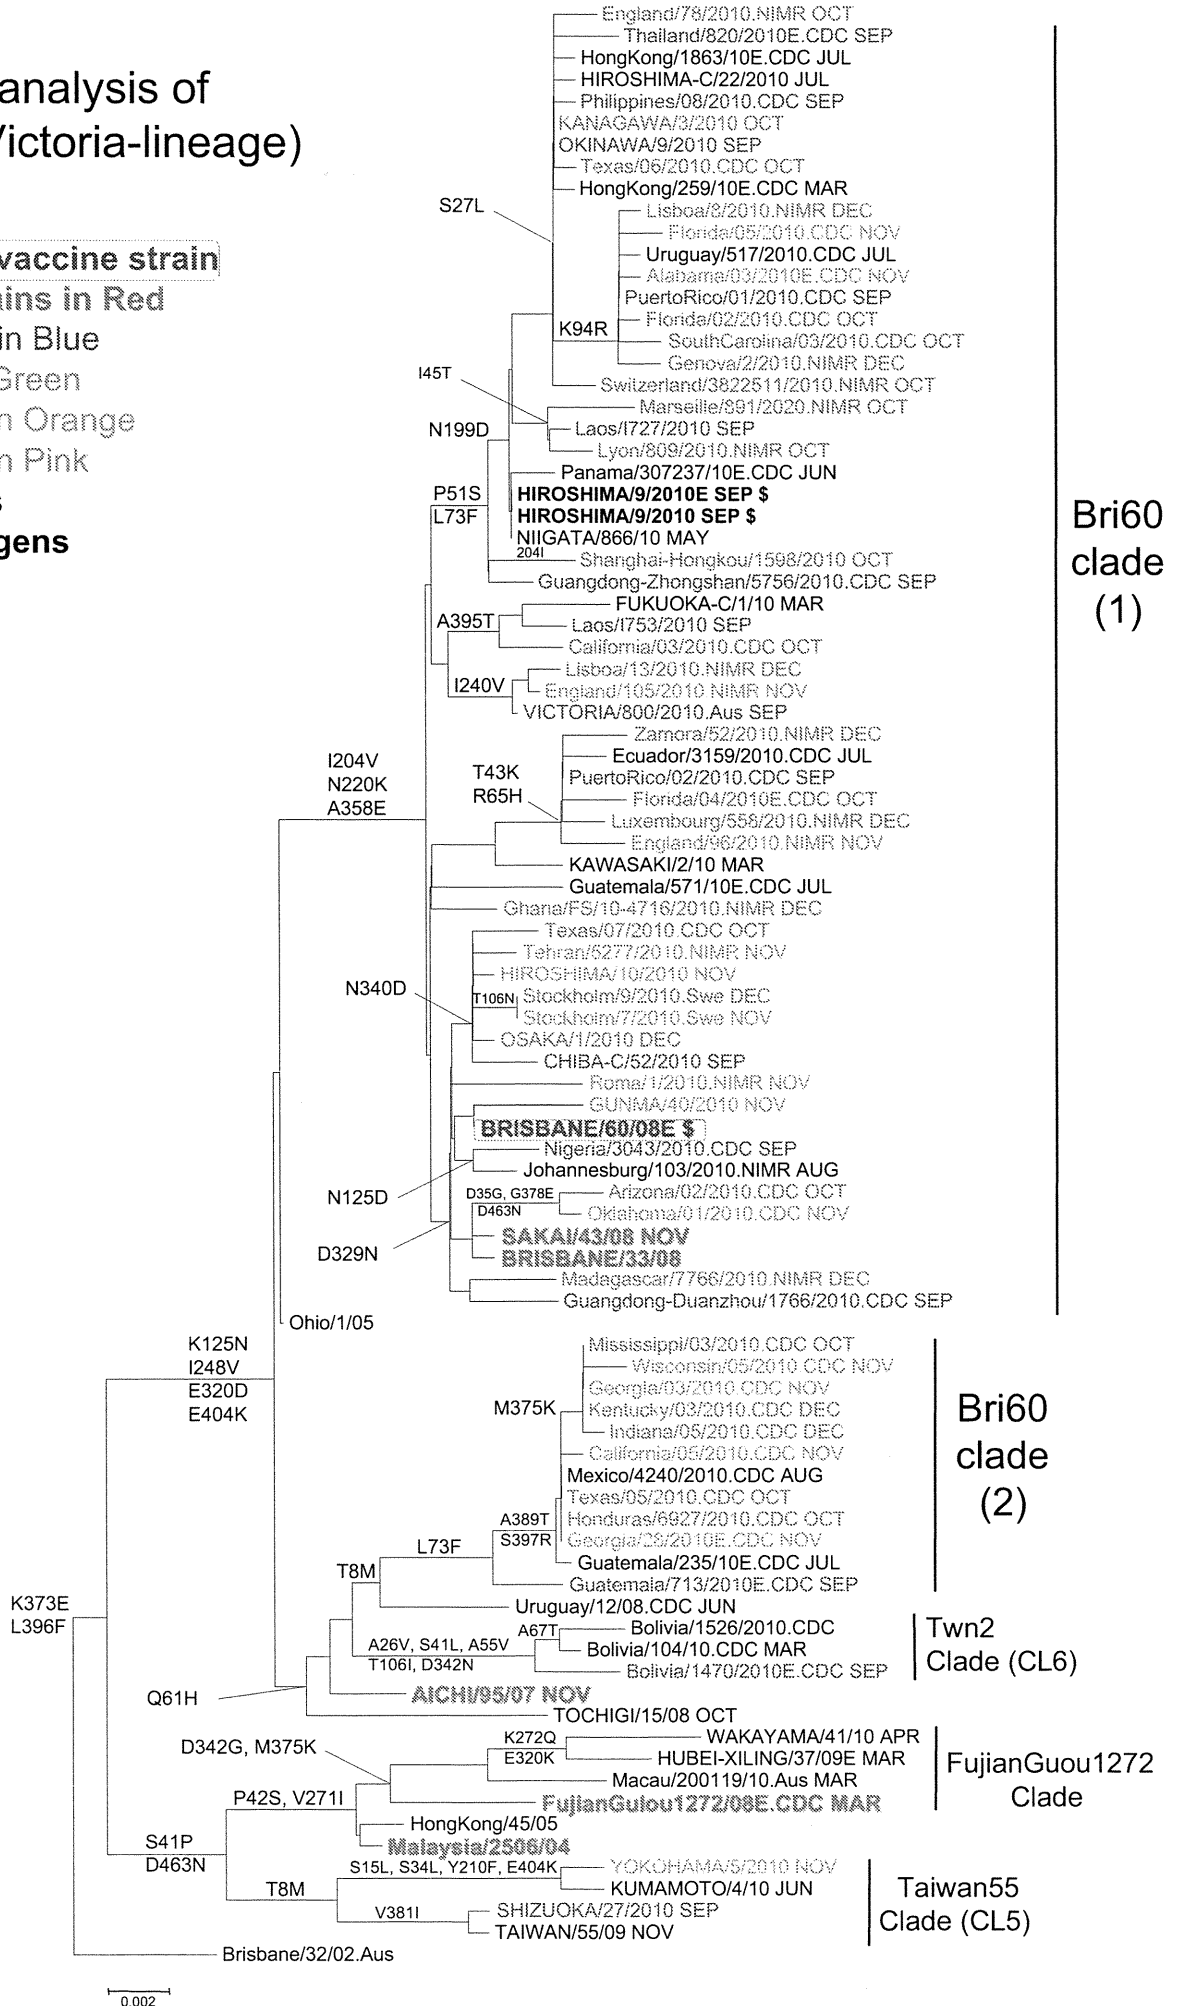 analysis of
Victoria-lineage)
vaccine strain
ins in Red
in Blue
Green
n Orange
n Pink
s
gens
England/78/2010.NIMR OCT
Thailand/820/2010E.CDC SEP
HongKong/1863/10E.CDC JUL
HIROSHIMA-C/22/2010 JUL
Philippines/08/2010.CDC SEP
KANAGAWA/3/2010 OCT
OKINAWA/9/2010 SEP
Texas/06/2010.CDC OCT
HongKong/259/10E.CDC MAR
S27L
Lisboa/8/2010.NIMR DEC
Florida/05/2010.CDC NOV
Uruguay/517/2010.CDC JUL
Alabama/03/2010E.CDC NOV
PuertoRico/01/2010.CDC SEP
Florida/02/2010.CDC OCT
K94R
SouthCarolina/03/2010.CDC OCT
Genova/2/2010.NIMR DEC
I45T
Switzerland/3822511/2010.NIMR OCT
Marseille/891/2020.NIMR OCT
N199D
Laos/I727/2010 SEP
Lyon/809/2010.NIMR OCT
Panama/307237/10E.CDC JUN
P51S
L73F
HIROSHIMA/9/2010E SEP $
HIROSHIMA/9/2010 SEP $
NIIGATA/866/10 MAY
204I
Shanghai-Hongkou/1598/2010 OCT
Guangdong-Zhongshan/5756/2010.CDC SEP
Bri60
clade
(1)
FUKUOKA-C/1/10 MAR
A395T
Laos/I753/2010 SEP
California/03/2010.CDC OCT
Lisboa/13/2010.NIMR DEC
I240V
England/105/2010.NIMR NOV
VICTORIA/800/2010.Aus SEP
Zamora/52/2010.NIMR DEC
Ecuador/3159/2010.CDC JUL
I204V
N220K
A358E
T43K
R65H
PuertoRico/02/2010.CDC SEP
Florida/04/2010E.CDC OCT
Luxembourg/558/2010.NIMR DEC
England/96/2010.NIMR NOV
KAWASAKI/2/10 MAR
Guatemala/571/10E.CDC JUL
Ghana/FS/10-4716/2010.NIMR DEC
Texas/07/2010.CDC OCT
Tehran/5277/2010.NIMR NOV
HIROSHIMA/10/2010 NOV
N340D
T106N
Stockholm/9/2010.Swe DEC
Stockholm/7/2010.Swe NOV
OSAKA/1/2010 DEC
CHIBA-C/52/2010 SEP
Roma/1/2010.NIMR NOV
GUNMA/40/2010 NOV
BRISBANE/60/08E $
Nigeria/3043/2010.CDC SEP
Johannesburg/103/2010.NIMR AUG
N125D
D35G, G378E
D463N
Arizona/02/2010.CDC OCT
Oklahoma/01/2010.CDC NOV
SAKAI/43/08 NOV
D329N
BRISBANE/33/08
Madagascar/7766/2010.NIMR DEC
Guangdong-Duanzhou/1766/2010.CDC SEP
Ohio/1/05
K125N
I248V
E320D
E404K
Mississippi/03/2010.CDC OCT
Wisconsin/05/2010.CDC NOV
Georgia/03/2010.CDC NOV
M375K
Kentucky/03/2010.CDC DEC
Indiana/05/2010.CDC DEC
California/05/2010.CDC NOV
Mexico/4240/2010.CDC AUG
Texas/05/2010.CDC OCT
A389T
S397R
Honduras/6927/2010.CDC OCT
Georgia/28/2010E.CDC NOV
Guatemala/235/10E.CDC JUL
Guatemala/713/2010E.CDC SEP
L73F
T8M
Uruguay/12/08.CDC JUN
Bri60
clade
(2)
K373E
L396F
A67T
Bolivia/1526/2010.CDC
Bolivia/104/10.CDC MAR
Bolivia/1470/2010E.CDC SEP
A26V, S41L, A55V
T106I, D342N
Twn2
Clade (CL6)
Q61H
AICHI/95/07 NOV
TOCHIGI/15/08 OCT
D342G, M375K
K272Q
E320K
WAKAYAMA/41/10 APR
HUBEI-XILING/37/09E MAR
Macau/200119/10.Aus MAR
FujianGulou1272/08E.CDC MAR
FujianGuou1272
Clade
P42S, V271I
HongKong/45/05
Malaysia/2506/04
S41P
D463N
S15L, S34L, Y210F, E404K
YOKOHAMA/5/2010 NOV
KUMAMOTO/4/10 JUN
T8M
V381I
SHIZUOKA/27/2010 SEP
TAIWAN/55/09 NOV
Taiwan55
Clade (CL5)
Brisbane/32/02.Aus
0.002